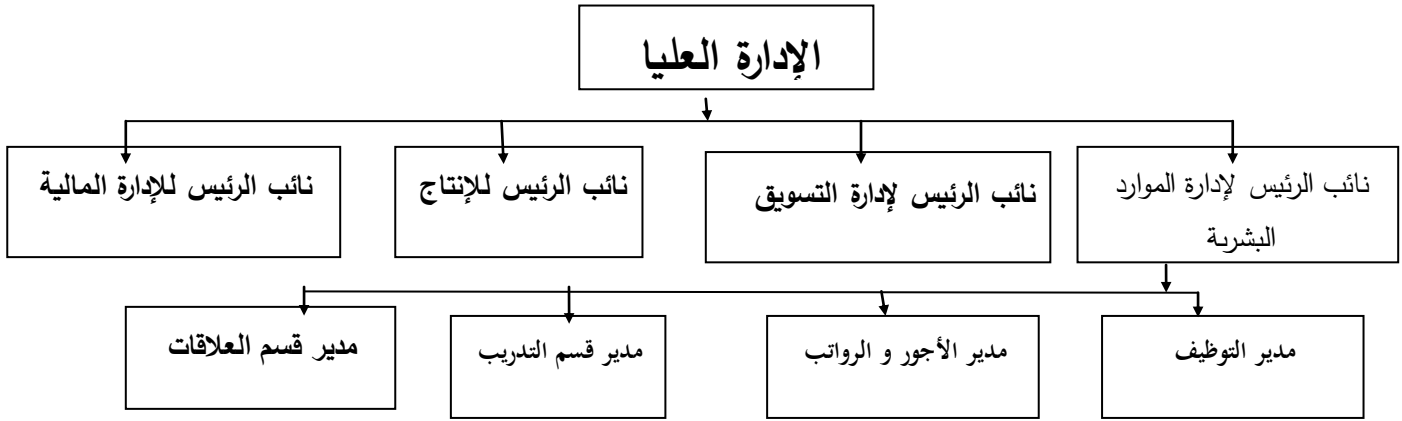 الإدارة العليا
نائب الرئيس لإدارة الموارد
البشرية
نائب الرئيس لإدارة التسويق
نائب الرئيس للإنتاج
نائب الرئيس للإدارة المالية
مدير التوظيف
مدير الأجور و الرواتب
مدير قسم التدريب
مدير قسم العلاقات